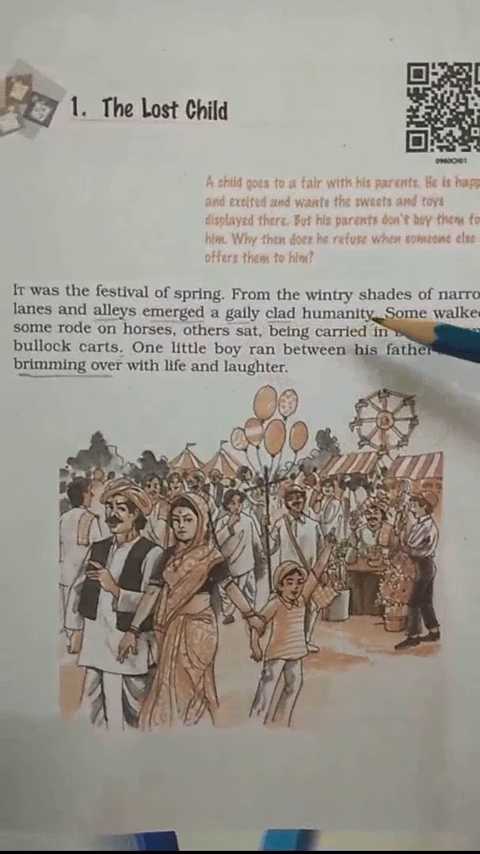 1. The Lost Child
0960CH01
A child goes to a fair with his parents. He is happ
and excited and wants the sweets and toys
displayed there. But his parents don't buy them fo
him. Why then does he refuse when someone else
offers them to him?
It was the festival of spring. From the wintry shades of narro
lanes and alleys emerged a gaily clad humanity. Some walke
some rode on horses, others sat, being carried in
bullock carts. One little boy ran between his father
brimming over with life and laughter.